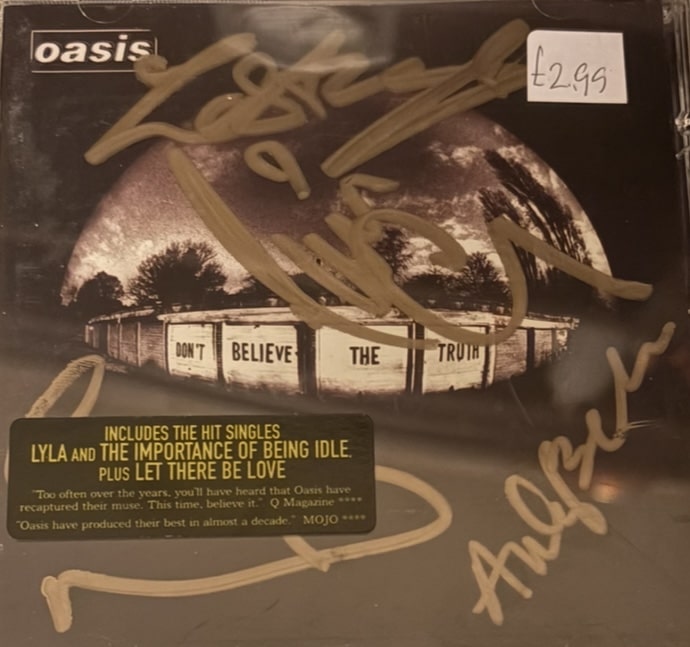 oasis
£2.99
DON'T BELIEVE THE TRUTH
INCLUDES THE HIT SINGLES
LYLA AND THE IMPORTANCE OF BEING IDLE,
PLUS LET THERE BE LOVE
"Too often over the years, you'll have heard that Oasis have
recaptured their muse. This time, believe it." Q Magazine ****
"Oasis have produced their best in almost a decade." MOJO ****